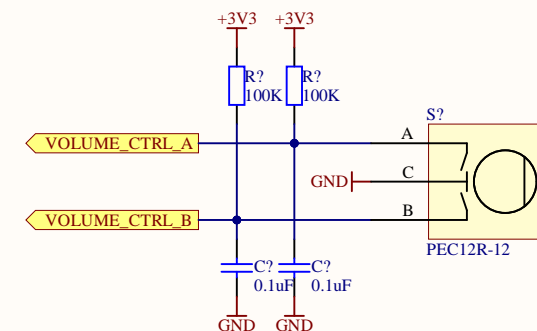 +3V3 +3V3
R? R?
100K 100K
S?
VOLUME_CTRL_A A
GND C
VOLUME_CTRL_B B
PEC12R-12
C? C?
0.1uF 0.1uF
GND GND